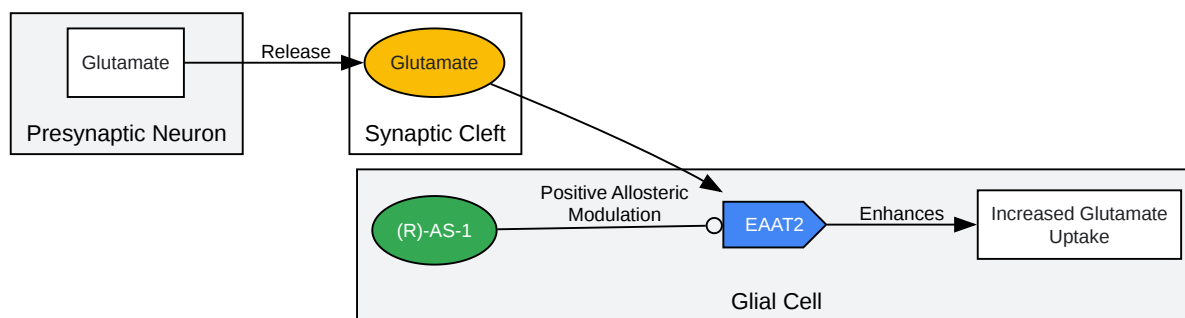 Glutamate
Release
Glutamate
Presynaptic Neuron
Synaptic Cleft
Positive Allosteric
Modulation
(R)-AS-1
EAAT2
Enhances
Increased Glutamate
Uptake
Glial Cell